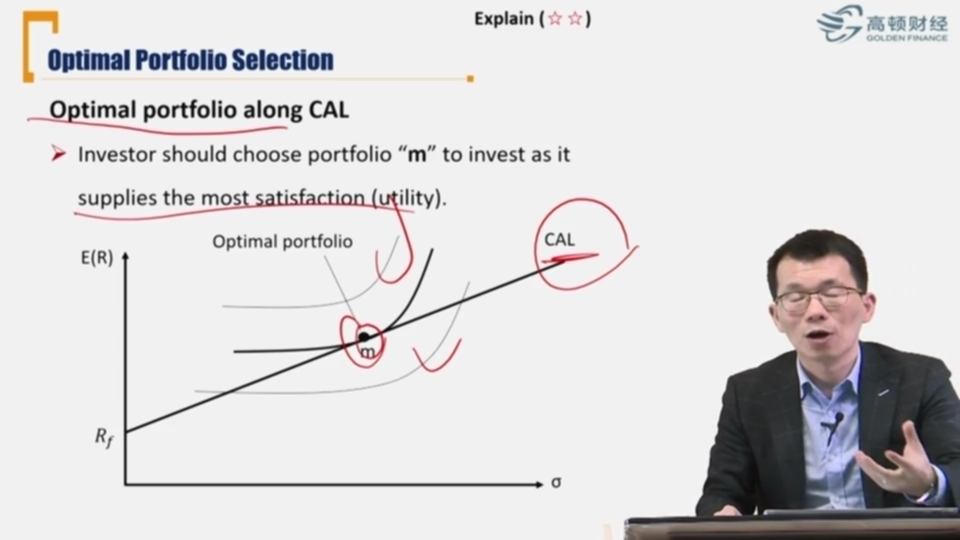 Explain (☆☆)
高顿财经
GOLDEN FINANCE
Optimal Portfolio Selection
Optimal portfolio along CAL
➢ Investor should choose portfolio “m” to invest as it
supplies the most satisfaction (utility).
Optimal portfolio
CAL
E(R)
m
Rf
σ